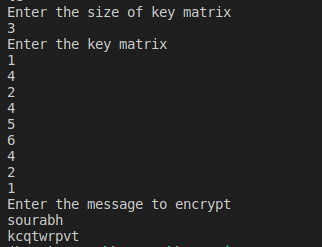 Enter the size of key matrix
3
Enter the key matrix
1
4
2
4
5
6
4
2
1
Enter the message to encrypt
sourabh
kcqtwrpvt